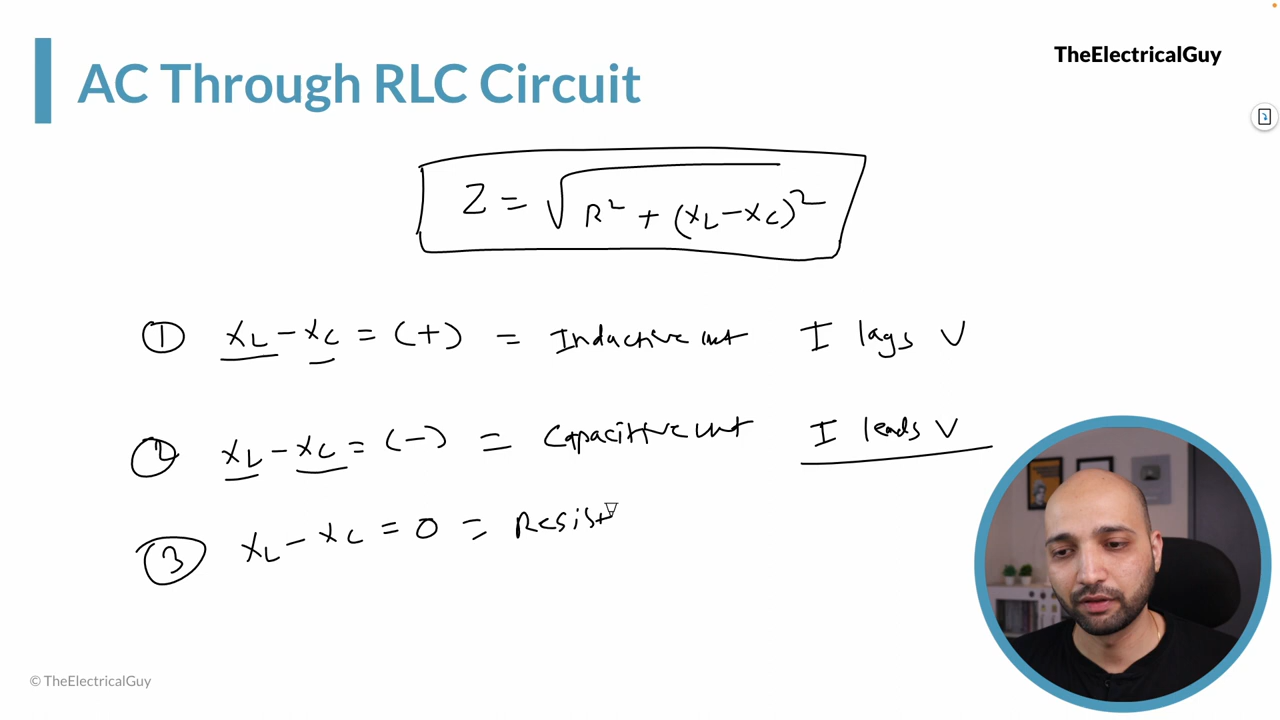 TheElectricalGuy
AC Through RLC Circuit
Z = √R² + (XL-XC)²
① XL - XC = (+) = Inductive ckt I lags V
② XL - XC = (-) = Capacitive ckt I leads V
③ XL - XC = 0 = Resist
© TheElectricalGuy